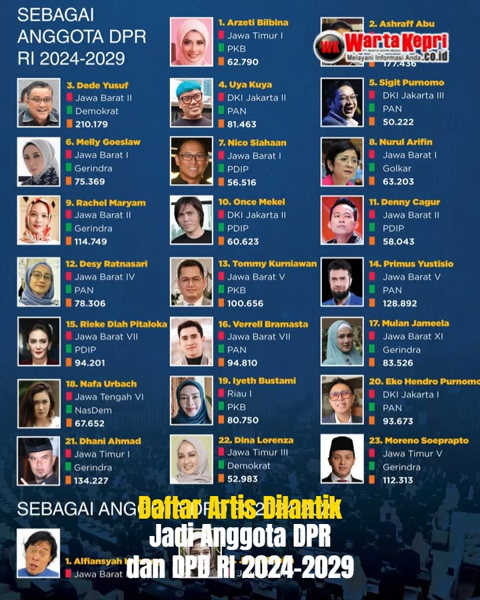 SEBAGAI
ANGGOTA DPR
RI 2024-2029
1. Arzeti Bilbina
Jawa Timur I
PKB
62.790
2. Ashraff Abu
WK WartaKepri
.co.id
Melayani Informasi Anda
177.436
3. Dede Yusuf
Jawa Barat II
Demokrat
210.179
4. Uya Kuya
DKI Jakarta II
PAN
81.463
5. Sigit Purnomo
DKI Jakarta III
PAN
50.222
6. Melly Goeslaw
Jawa Barat I
Gerindra
75.369
7. Nico Siahaan
Jawa Barat I
PDIP
56.516
8. Nurul Arifin
Jawa Barat I
Golkar
63.203
9. Rachel Maryam
Jawa Barat II
Gerindra
114.749
10. Once Mekel
DKI Jakarta II
PDIP
60.623
11. Denny Cagur
Jawa Barat II
PDIP
58.043
12. Desy Ratnasari
Jawa Barat IV
PAN
78.306
13. Tommy Kurniawan
Jawa Barat V
PKB
100.656
14. Primus Yustisio
Jawa Barat V
PAN
128.892
15. Rieke Diah Pitaloka
Jawa Barat VII
PDIP
94.201
16. Verrell Bramasta
Jawa Barat VII
PAN
94.810
17. Mulan Jameela
Jawa Barat XI
Gerindra
83.526
18. Nafa Urbach
Jawa Tengah VI
NasDem
67.652
19. Iyeth Bustami
Riau I
PKB
80.750
20. Eko Hendro Purnomo
DKI Jakarta I
PAN
93.673
21. Dhani Ahmad
Jawa Timur I
Gerindra
134.227
22. Dina Lorenza
Jawa Timur III
Demokrat
52.983
23. Moreno Soeprapto
Jawa Timur V
Gerindra
112.313
SEBAGAI
Daftar Artis Dilantik
Jadi Anggota DPR
dan DPD RI 2024-2029
1. Alfiansyah
Jawa Barat